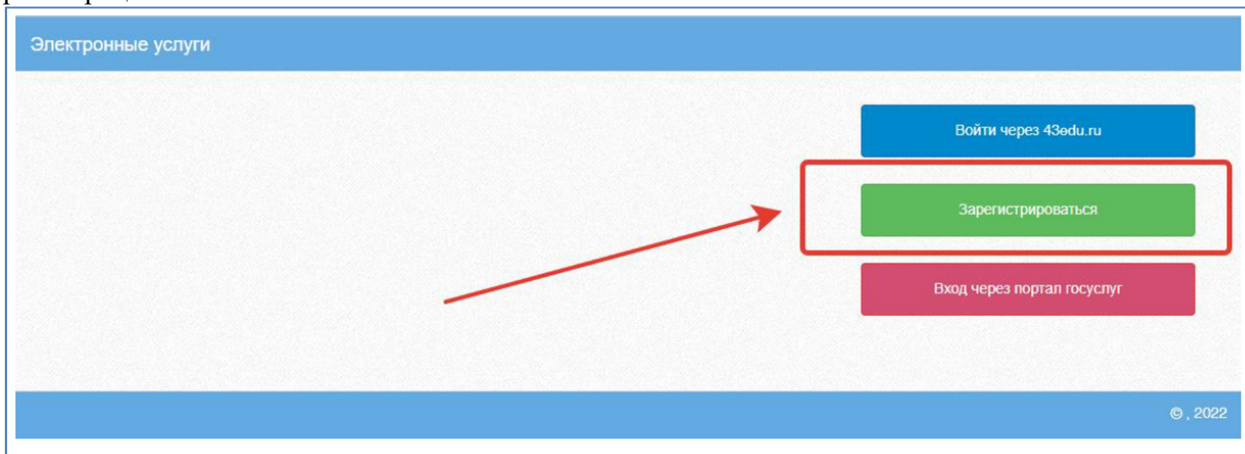 Электронные услуги
Войти через 43edu.ru
Зарегистрироваться
Вход через портал госуслуг
© , 2022